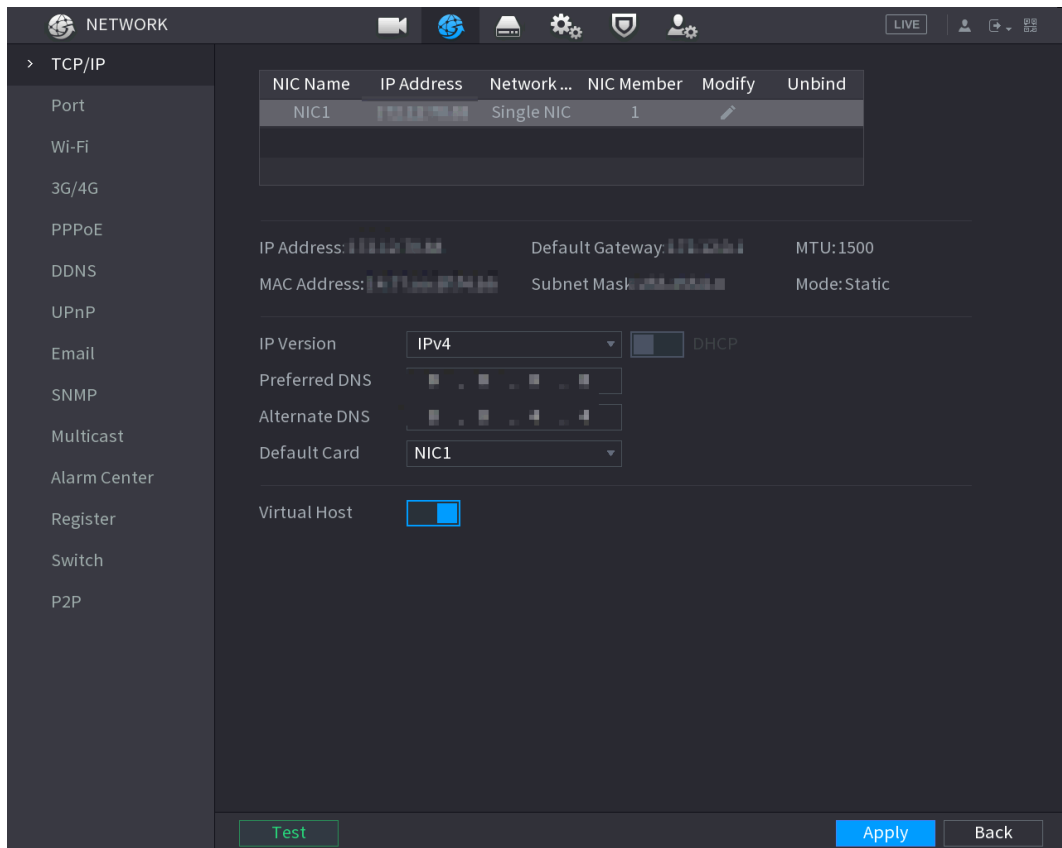 NETWORK
LIVE
TCP/IP
Port
Wi-Fi
3G/4G
PPPoE
DDNS
UPnP
Email
SNMP
Multicast
Alarm Center
Register
Switch
P2P
NIC Name IP Address Network ... NIC Member Modify Unbind
NIC1 Single NIC 1
IP Address: Default Gateway: MTU: 1500
MAC Address: Subnet Mask Mode: Static
IP Version IPv4 DHCP
Preferred DNS
Alternate DNS
Default Card NIC1
Virtual Host
Test Apply Back